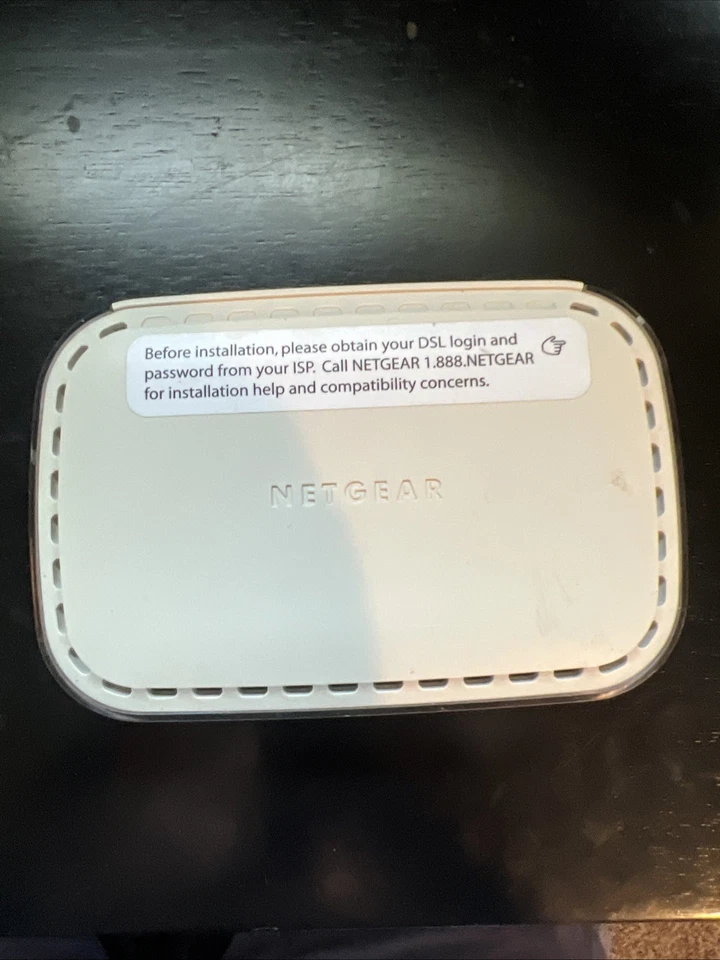 Before installation, please obtain your DSL login and
password from your ISP. Call NETGEAR 1.888.NETGEAR
for installation help and compatibility concerns.
NETGEAR